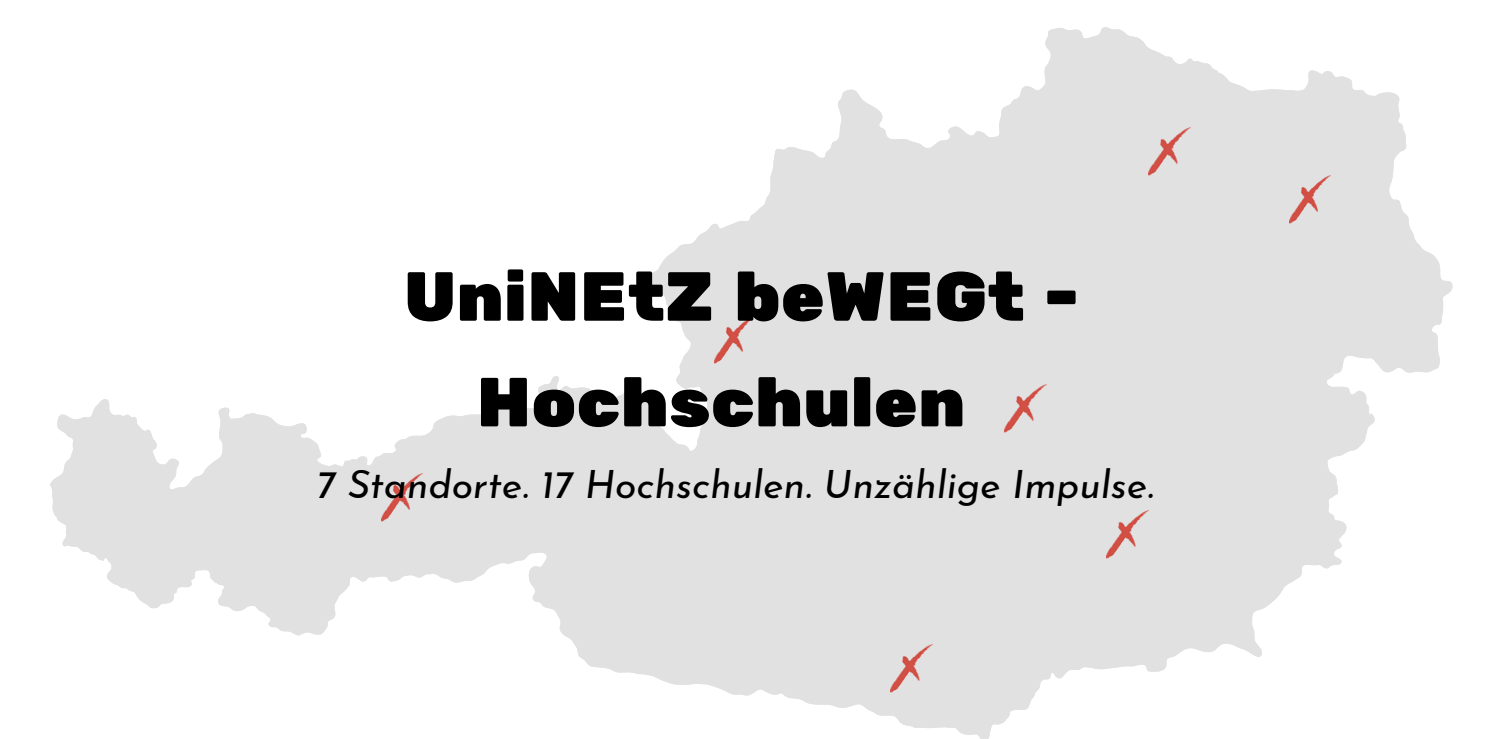 UniNEtZ beWEGt -
Hochschulen
7 Standorte. 17 Hochschulen. Unzählige Impulse.